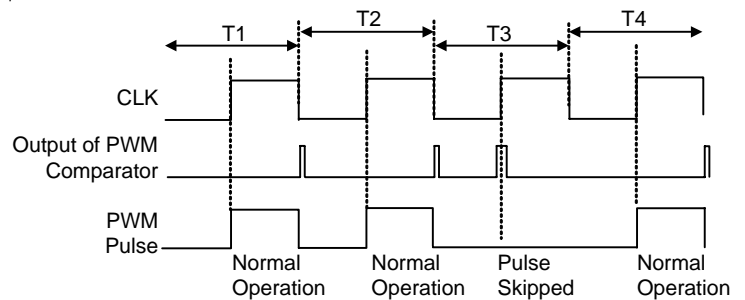 T1
T2
T3
T4
CLK
Output of PWM
Comparator
PWM
Pulse
Normal
Operation
Normal
Operation
Pulse
Skipped
Normal
Operation